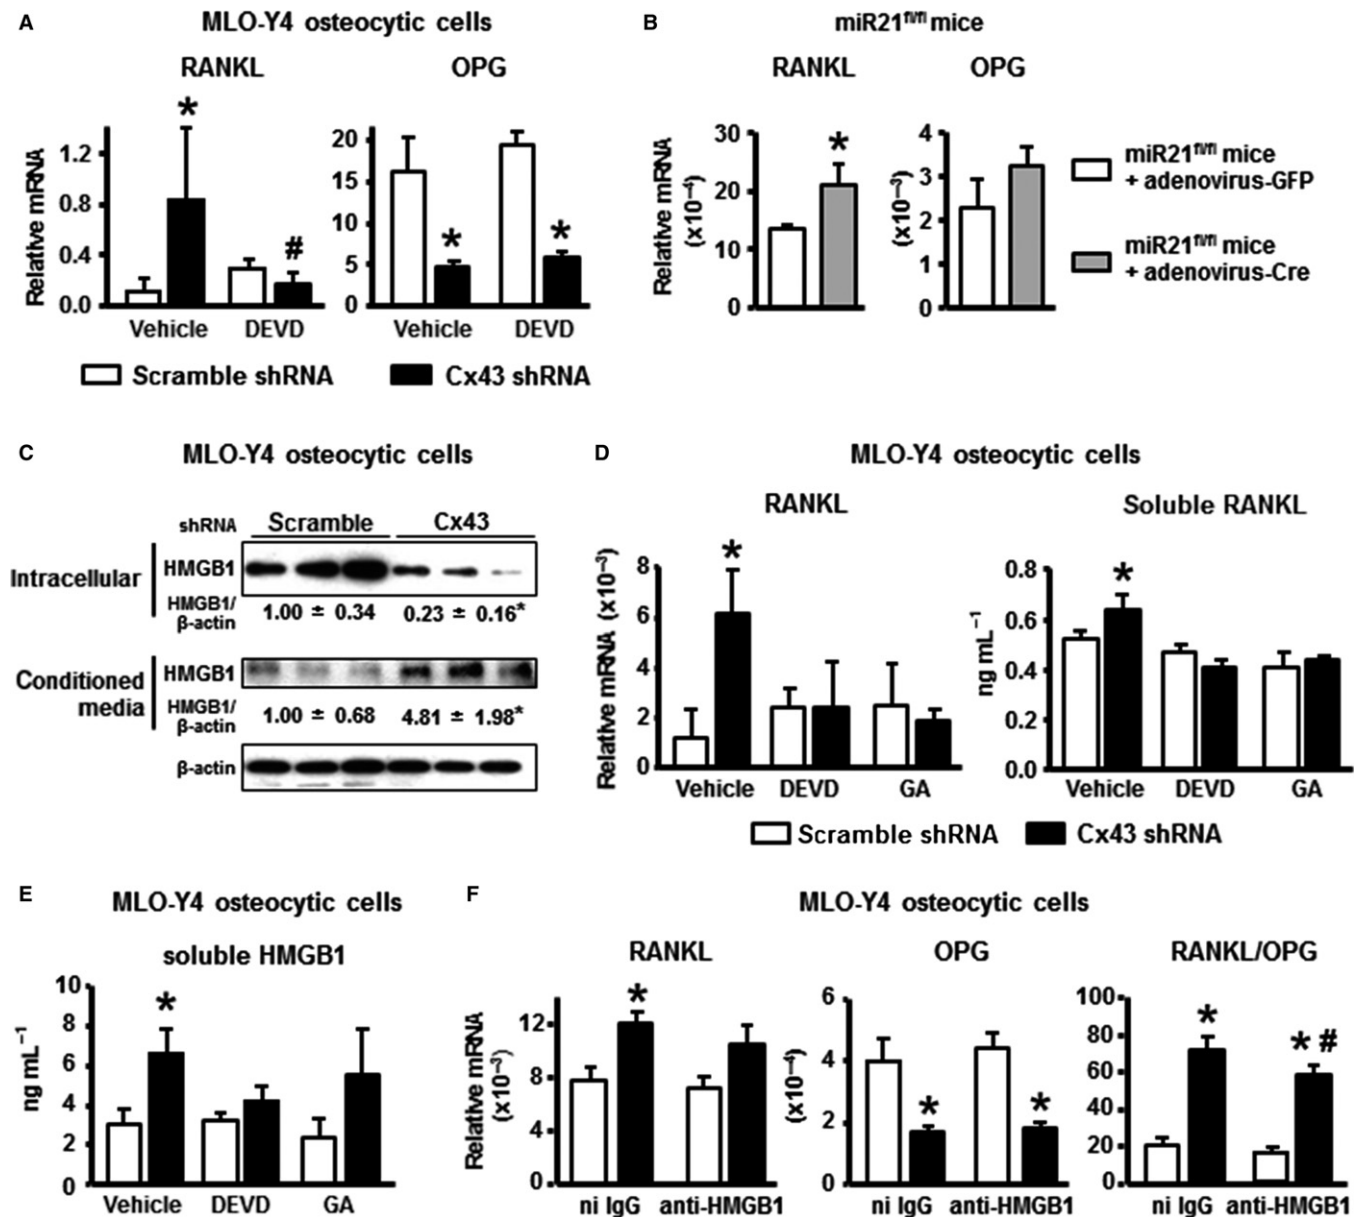 A
MLO-Y4 osteocytic cells
RANKL
OPG
Relative mRNA
1.2
0.8
0.4
0.0
*
#
Vehicle
DEVD
20
15
10
5
0
*
*
Vehicle
DEVD
Scramble shRNA
Cx43 shRNA
B
miR21fl/fl mice
RANKL
OPG
Relative mRNA
(x10−4)
30
20
10
0
*
(x10−3)
4
3
2
1
0
miR21fl/fl mice
+ adenovirus-GFP
miR21fl/fl mice
+ adenovirus-Cre
C
MLO-Y4 osteocytic cells
shRNA
Scramble
Cx43
Intracellular
HMGB1
HMGB1/
β-actin
1.00 ± 0.34
0.23 ± 0.16*
Conditioned
media
HMGB1
HMGB1/
β-actin
1.00 ± 0.68
4.81 ± 1.98*
β-actin
D
MLO-Y4 osteocytic cells
RANKL
Soluble RANKL
Relative mRNA (x10−3)
8
6
4
2
0
*
Vehicle
DEVD
GA
ng mL−1
0.8
0.6
0.4
0.2
0.0
*
Vehicle
DEVD
GA
Scramble shRNA
Cx43 shRNA
E
MLO-Y4 osteocytic cells
soluble HMGB1
ng mL−1
10
8
6
4
2
0
*
Vehicle
DEVD
GA
F
MLO-Y4 osteocytic cells
RANKL
OPG
RANKL/OPG
Relative mRNA
(x10−3)
12
8
4
0
*
ni IgG
anti-HMGB1
(x10−4)
6
4
2
0
*
*
ni IgG
anti-HMGB1
100
80
60
40
20
0
*
* #
ni IgG
anti-HMGB1